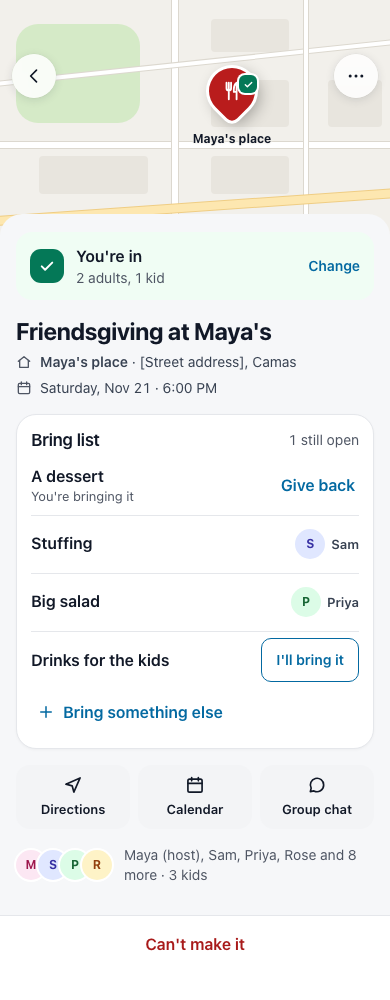 Maya's place
You're in
2 adults, 1 kid
Change
Friendsgiving at Maya's
Maya's place · [Street address], Camas
Saturday, Nov 21 · 6:00 PM
Bring list
1 still open
A dessert
You're bringing it
Give back
Stuffing
S
Sam
Big salad
P
Priya
Drinks for the kids
I'll bring it
Bring something else
Directions
Calendar
Group chat
M
S
P
R
Maya (host), Sam, Priya, Rose and 8
more · 3 kids
Can't make it